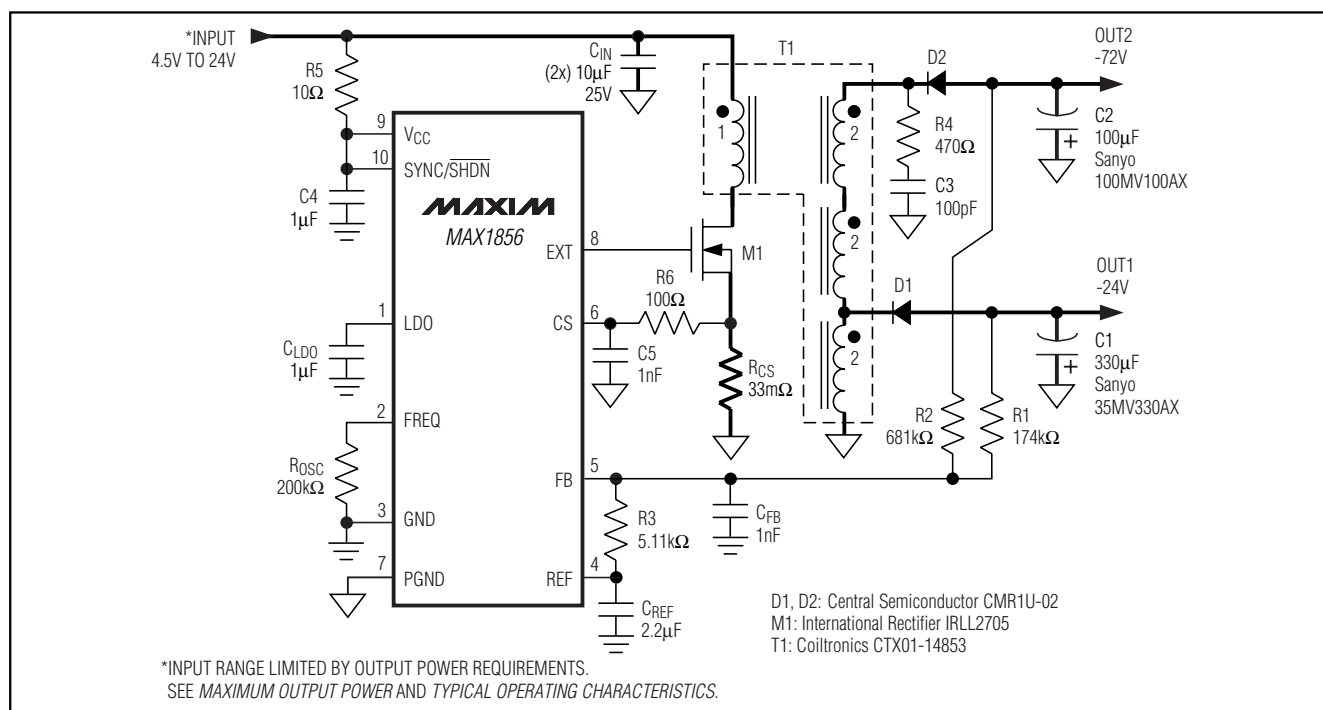 *INPUT
4.5V TO 24V
R5
10Ω
CIN
(2x) 10µF
25V
T1
D2
OUT2
-72V
1
2
R4
470Ω
C3
100pF
C2
100µF
Sanyo
100MV100AX
9
VCC
10
SYNC/SHDN
C4
1µF
MAXIM
MAX1856
EXT
8
M1
2
R6
100Ω
D1
OUT1
-24V
1
LDO
CLDO
1µF
CS
6
C5
1nF
RCS
33mΩ
2
C1
330µF
Sanyo
35MV330AX
R2
681kΩ
R1
174kΩ
2
FREQ
ROSC
200kΩ
3
GND
FB
5
R3
5.11kΩ
CFB
1nF
7
PGND
REF
4
CREF
2.2µF
D1, D2: Central Semiconductor CMR1U-02
M1: International Rectifier IRLL2705
T1: Coiltronics CTX01-14853
*INPUT RANGE LIMITED BY OUTPUT POWER REQUIREMENTS.
SEE MAXIMUM OUTPUT POWER AND TYPICAL OPERATING CHARACTERISTICS.